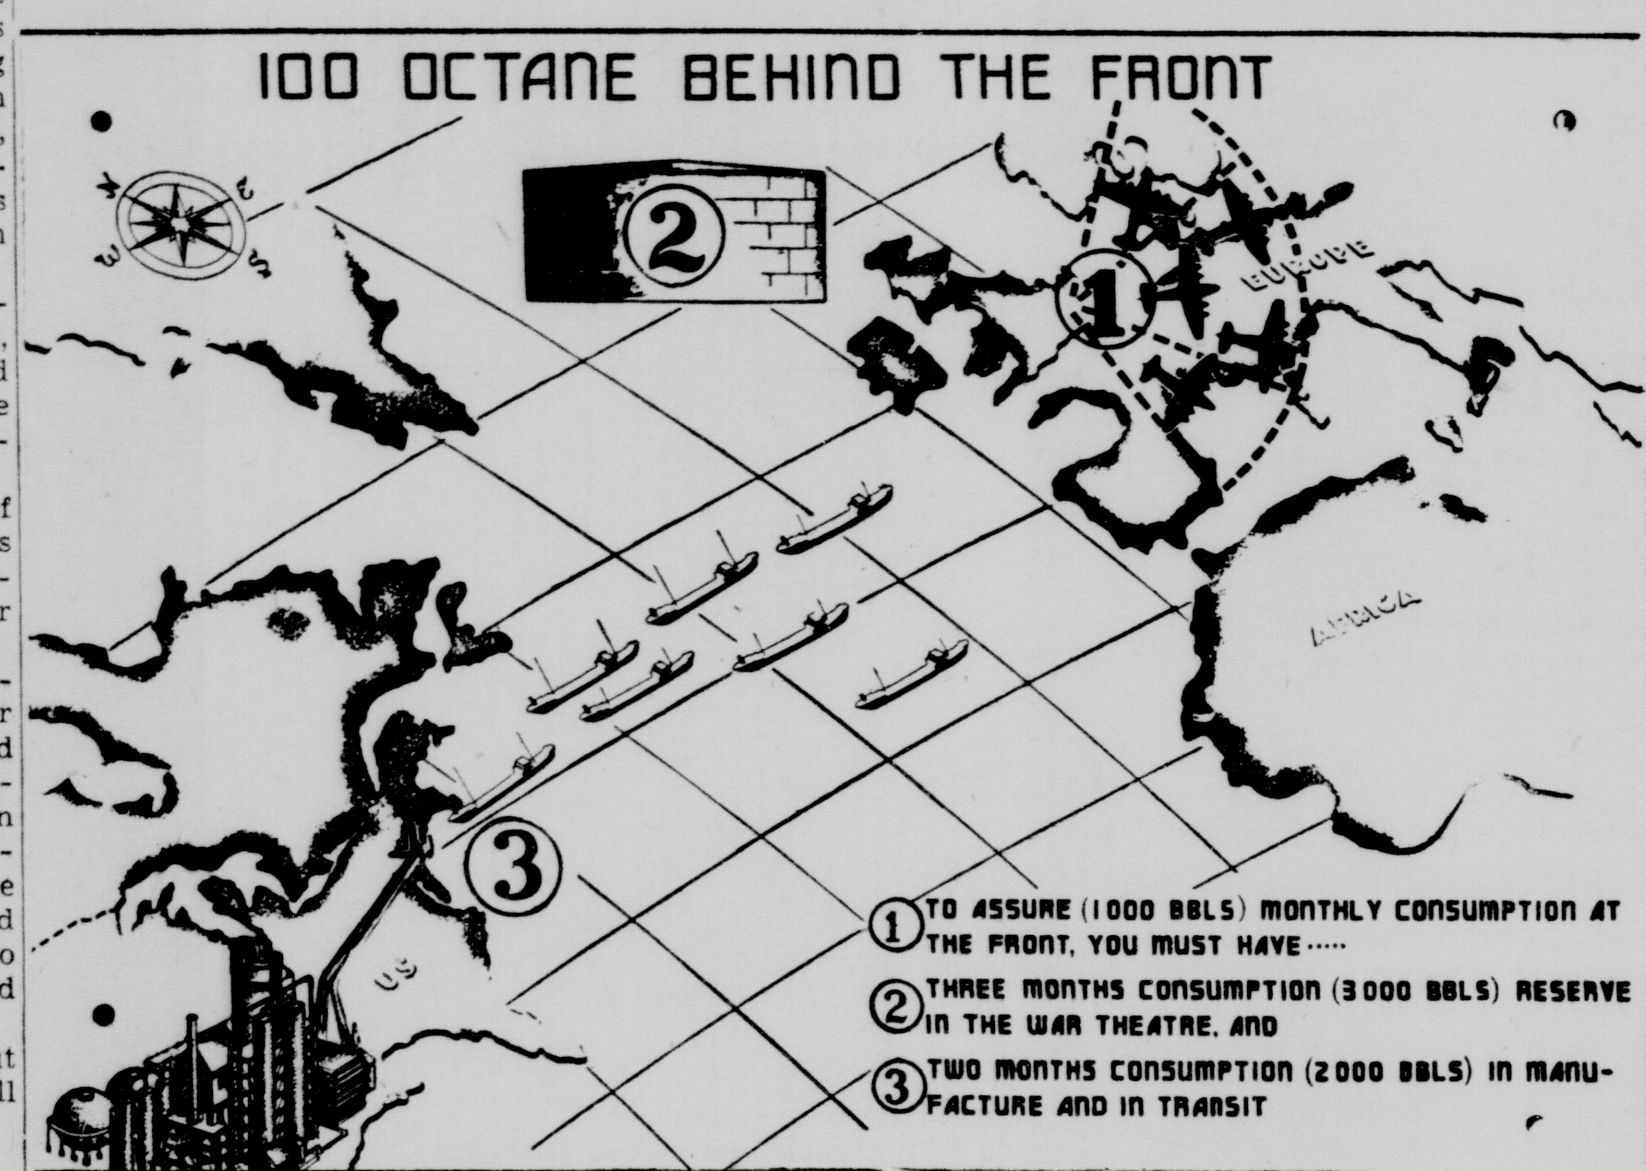 100 OCTANE BEHIND THE FRONT
N E
W S
2
1
EUROPE
AFRICA
3
US
1 TO ASSURE (1000 BBLS) MONTHLY CONSUMPTION AT
THE FRONT, YOU MUST HAVE.....
2 THREE MONTHS CONSUMPTION (3000 BBLS) RESERVE
IN THE WAR THEATRE, AND
3 TWO MONTHS CONSUMPTION (2000 BBLS) IN MANU-
FACTURE AND IN TRANSIT